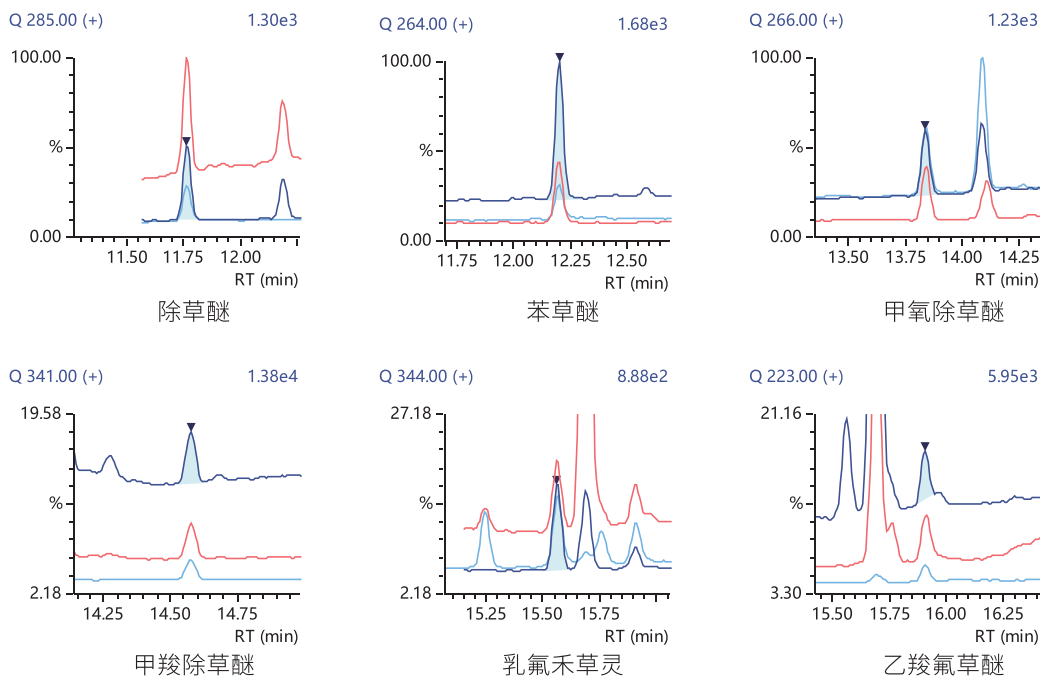 Q 285.00 (+) 1.30e3
100.00
%
0.00
11.50 11.75 12.00
RT (min)
除草醚
Q 264.00 (+) 1.68e3
100.00
%
0.00
11.75 12.00 12.25 12.50
RT (min)
苯草醚
Q 266.00 (+) 1.23e3
100.00
%
0.00
13.50 13.75 14.00 14.25
RT (min)
甲氧除草醚
Q 341.00 (+) 1.38e4
19.58
%
2.18
14.25 14.50 14.75
RT (min)
甲羧除草醚
Q 344.00 (+) 8.88e2
27.18
%
2.18
15.25 15.50 15.75
RT (min)
乳氟禾草灵
Q 223.00 (+) 5.95e3
21.16
%
3.30
15.50 15.75 16.00 16.25
RT (min)
乙羧氟草醚